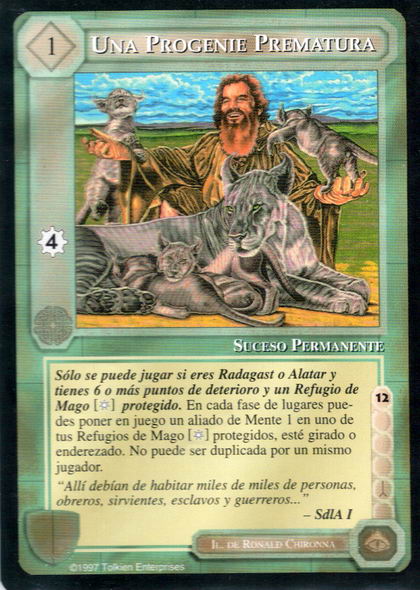 1
UNA PROGENIE PREMATURA
4
SUCESO PERMANENTE
Sólo se puede jugar si eres Radagast o Alatar y
tienes 6 o más puntos de deterioro y un Refugio de
Mago [ ] protegido. En cada fase de lugares pue-
des poner en juego un aliado de Mente 1 en uno de
tus Refugios de Mago [ ] protegidos, esté girado o
enderezado. No puede ser duplicada por un mismo
jugador.
12
“Allí debían de habitar miles de miles de personas,
obreros, sirvientes, esclavos y guerreros...”
– SdlA I
IL. DE RONALD CHIRONNA
©1997 Tolkien Enterprises